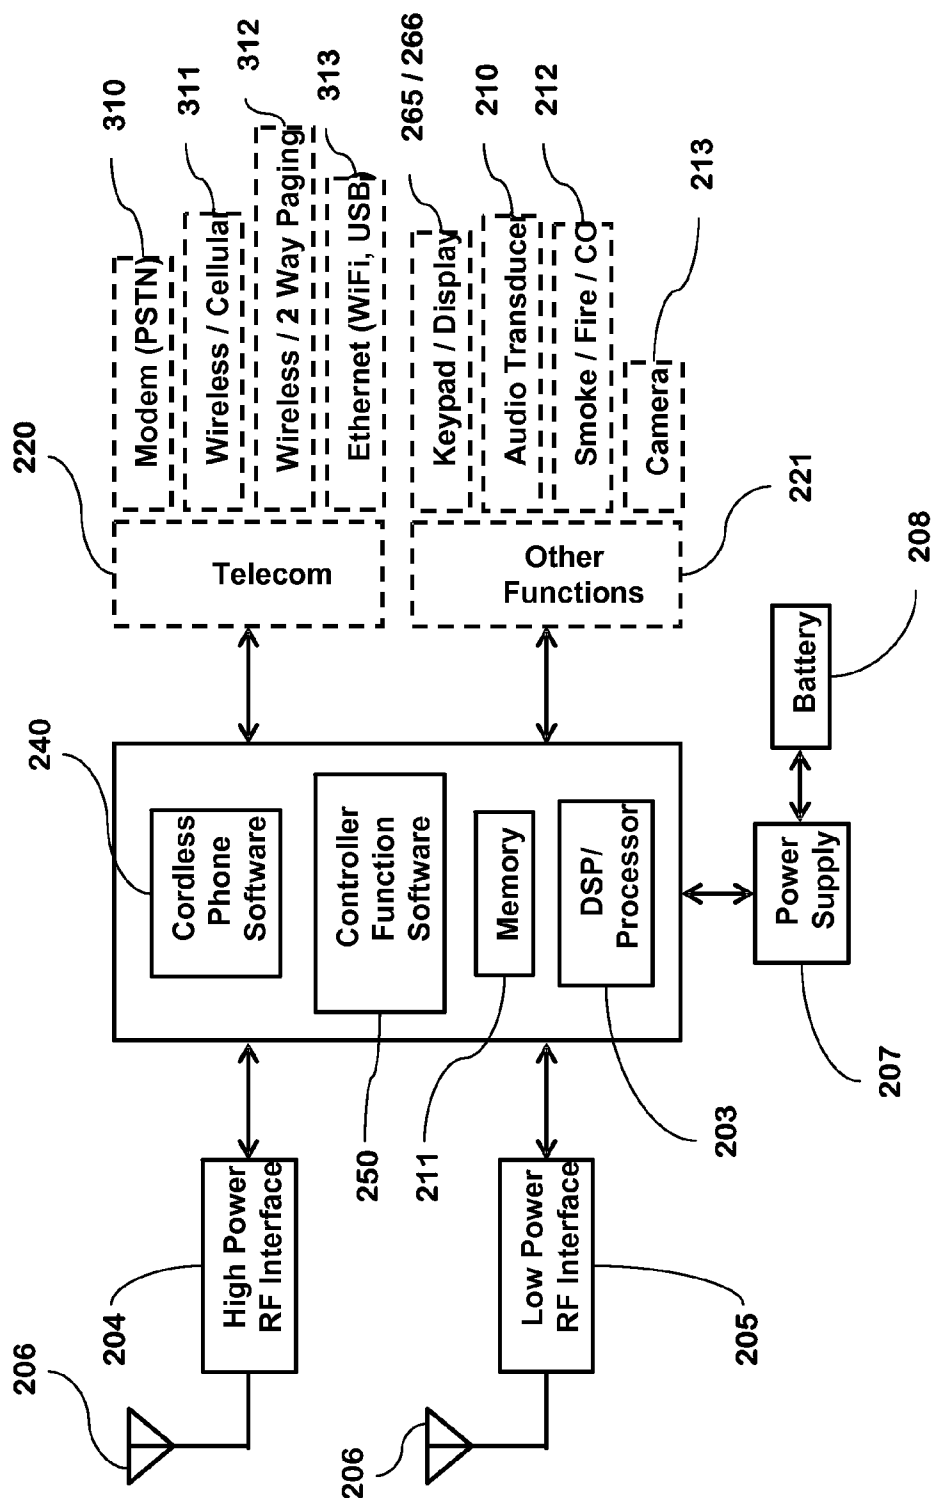 206
204
High Power
RF Interface
206
Low Power
RF Interface
205
240
Cordless
Phone
Software
Controller
Function
Software
250
Memory
211
DSP/
Processor
203
Power
Supply
207
Battery
208
220
Telecom
Modem (PSTN)
310
Wireless / Cellular
311
Wireless / 2 Way Paging
312
Ethernet (WiFi, USB)
313
Other
Functions
221
Keypad / Display
265 / 266
Audio Transducer
210
Smoke / Fire / CO
212
Camera
213